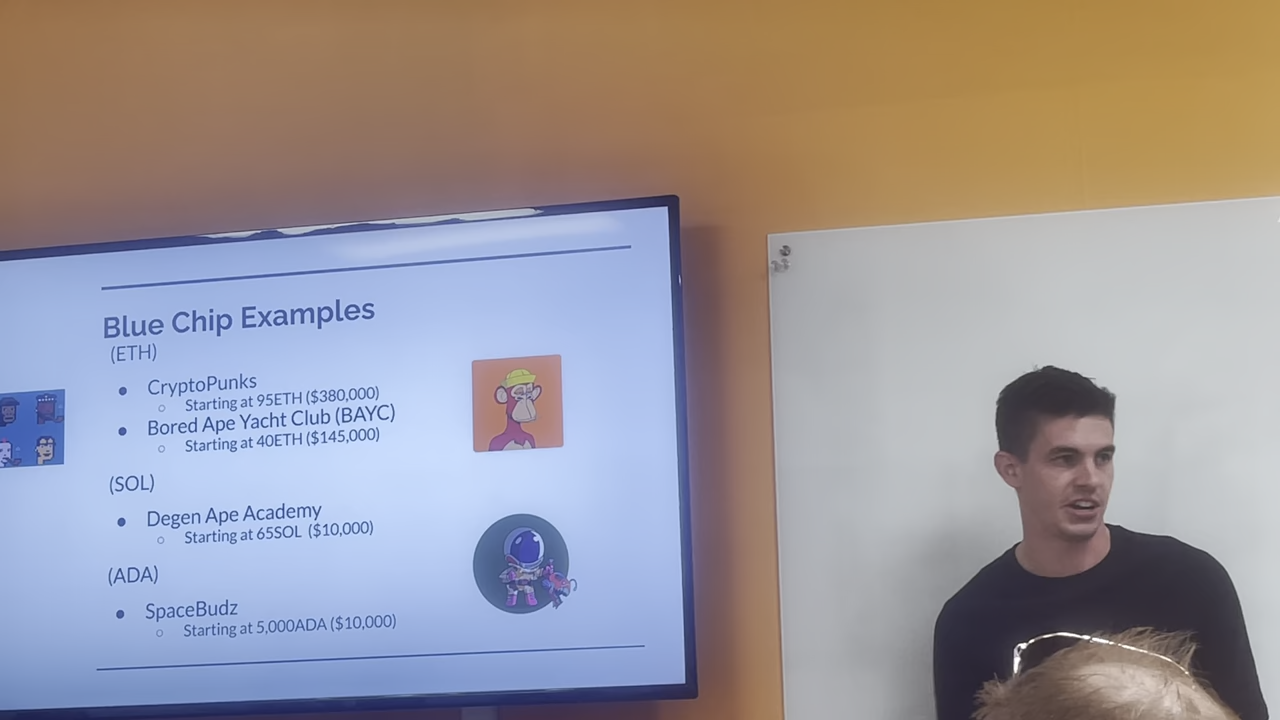 Blue Chip Examples
(ETH)
● CryptoPunks
○ Starting at 95ETH ($380,000)
● Bored Ape Yacht Club (BAYC)
○ Starting at 40ETH ($145,000)
(SOL)
● Degen Ape Academy
○ Starting at 65SOL ($10,000)
(ADA)
● SpaceBudz
○ Starting at 5,000ADA ($10,000)